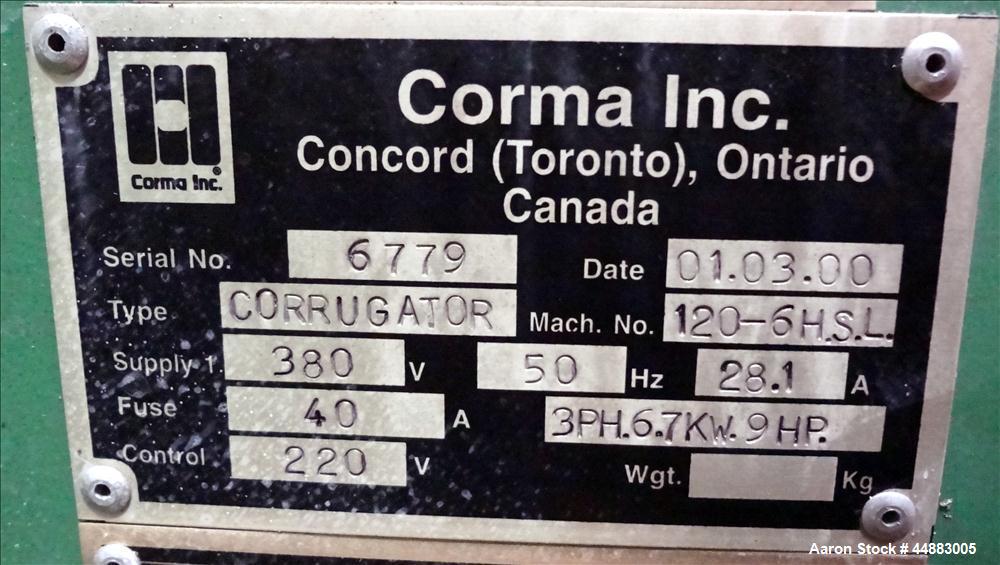 Corma Inc.®
Corma Inc.
Concord (Toronto), Ontario
Canada
Serial No. 6779 Date 01.03.00
Type CORRUGATOR Mach. No. 120-6H.S.L.
Supply 1 380 V 50 Hz 28.1 A
Fuse 40 A 3PH.6.7KW.9HP.
Control 220 V Wgt. Kg
Aaron Stock # 44883005